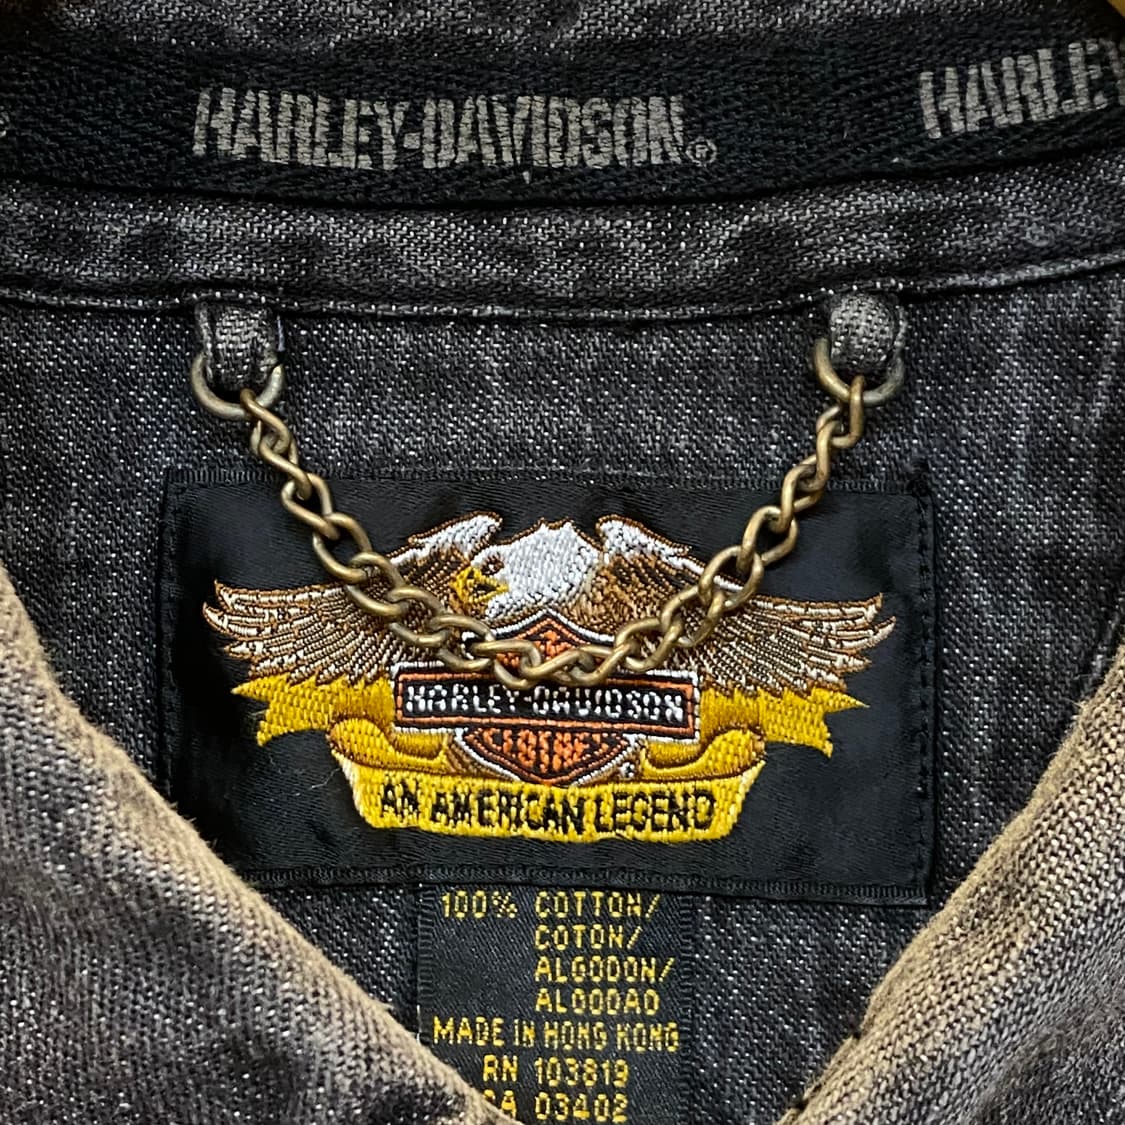 HARLEY-DAVIDSON®
HARLEY
HARLEY-DAVIDSON
AN AMERICAN LEGEND
100% COTTON/
COTON/
ALGODON/
ALGODAO
MADE IN HONG KONG
RN 103819
CA 03402